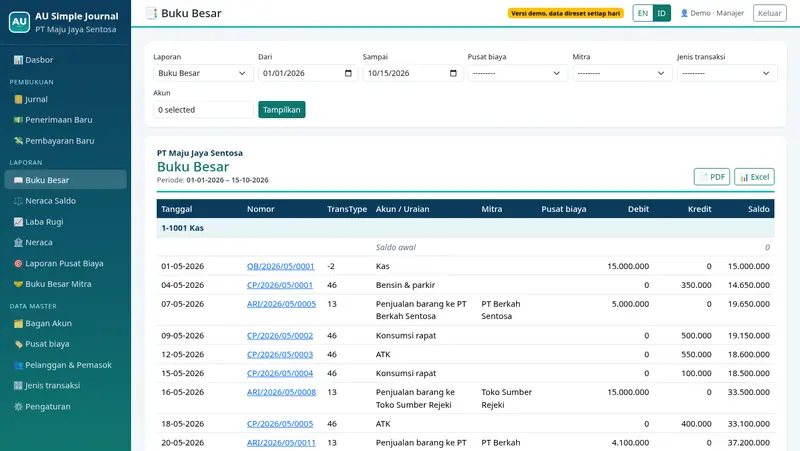 AU
AU Simple Journal
PT Maju Jaya Sentosa
Dasbor
PEMBUKUAN
Jurnal
Penerimaan Baru
Pembayaran Baru
LAPORAN
Buku Besar
Neraca Saldo
Laba Rugi
Neraca
Laporan Pusat Biaya
Buku Besar Mitra
DATA MASTER
Bagan Akun
Pusat biaya
Pelanggan & Pemasok
Jenis transaksi
Pengaturan
Buku Besar
Versi demo, data direset setiap hari
EN ID
Demo · Manajer
Keluar
Laporan Dari Sampai Pusat biaya Mitra Jenis transaksi
Buku Besar 01/01/2026 10/15/2026 --------- --------- ---------
Akun
0 selected Tampilkan
PT Maju Jaya Sentosa
Buku Besar
Periode: 01-01-2026 – 15-10-2026
PDF Excel
Tanggal Nomor TransType Akun / Uraian Mitra Pusat biaya Debit Kredit Saldo
1-1001 Kas
Saldo awal 0
01-05-2026 OB/2026/05/0001 -2 Kas 15.000.000 0 15.000.000
04-05-2026 CP/2026/05/0001 46 Bensin & parkir 0 350.000 14.650.000
07-05-2026 ARI/2026/05/0005 13 Penjualan barang ke PT PT Berkah 5.000.000 0 19.650.000
Berkah Sentosa Sentosa
09-05-2026 CP/2026/05/0002 46 Konsumsi rapat 0 500.000 19.150.000
12-05-2026 CP/2026/05/0003 46 ATK 0 550.000 18.600.000
15-05-2026 CP/2026/05/0004 46 Konsumsi rapat 0 100.000 18.500.000
16-05-2026 ARI/2026/05/0008 13 Penjualan barang ke Toko Sumber 15.000.000 0 33.500.000
Toko Sumber Rejeki Rejeki
18-05-2026 CP/2026/05/0005 46 ATK 0 400.000 33.100.000
20-05-2026 ARI/2026/05/0011 13 Penjualan barang ke PT PT Berkah 4.100.000 0 37.200.000